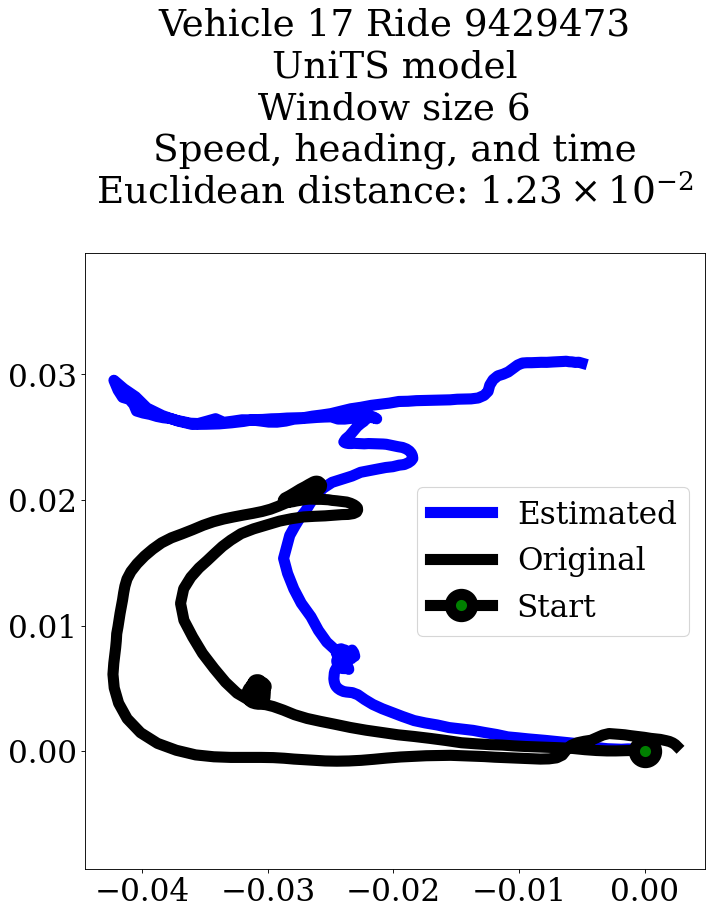 Vehicle 17 Ride 9429473
UniTS model
Window size 6
Speed, heading, and time
Euclidean distance: 1.23 × 10⁻²
0.03
0.02
0.01
0.00
Estimated
Original
Start
−0.04 −0.03 −0.02 −0.01 0.00